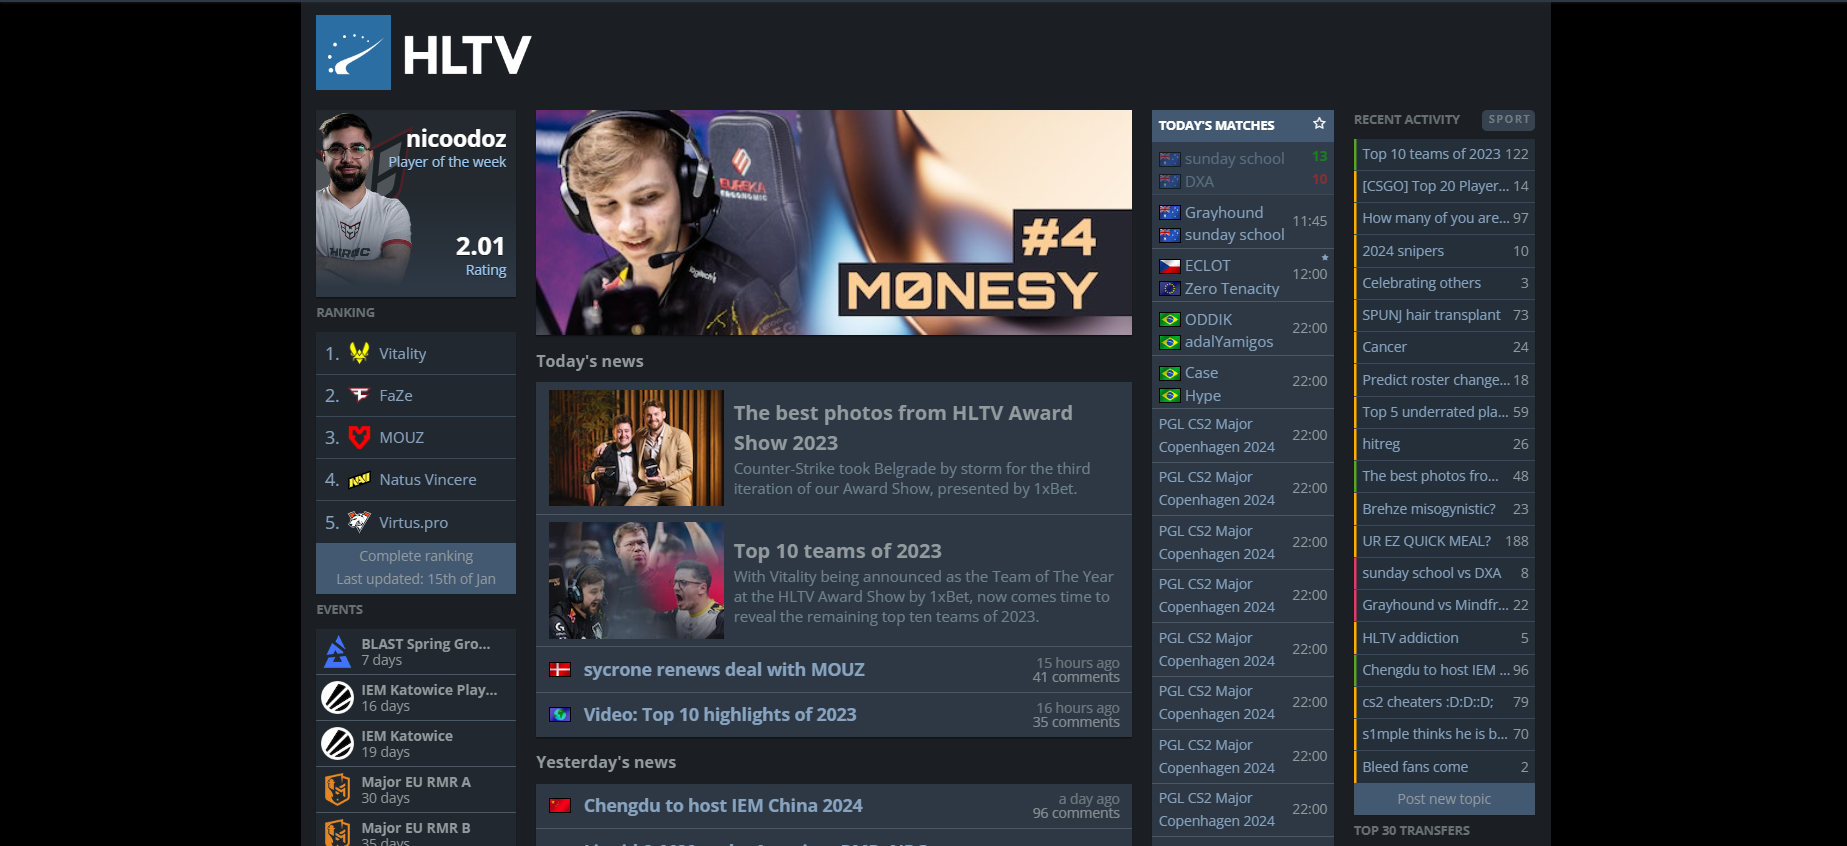 HLTV
nicoodoz
Player of the week
HEROIC
2.01
Rating
RANKING
1. Vitality
2. FaZe
3. MOUZ
4. Natus Vincere
5. Virtus.pro
Complete ranking
Last updated: 15th of Jan
EVENTS
BLAST Spring Gro...
7 days
IEM Katowice Play...
16 days
IEM Katowice
19 days
Major EU RMR A
30 days
Major EU RMR B
35 days
EUREKA
ERGONOMIC
logitech
#4
M0NESY
Today's news
The best photos from HLTV Award
Show 2023
Counter-Strike took Belgrade by storm for the third
iteration of our Award Show, presented by 1xBet.
Top 10 teams of 2023
With Vitality being announced as the Team of The Year
at the HLTV Award Show by 1xBet, now comes time to
reveal the remaining top ten teams of 2023.
sycrone renews deal with MOUZ
15 hours ago
41 comments
Video: Top 10 highlights of 2023
16 hours ago
35 comments
Yesterday's news
Chengdu to host IEM China 2024
a day ago
96 comments
TODAY'S MATCHES
sunday school 13
DXA 10
Grayhound
11:45
sunday school
ECLOT
12:00
Zero Tenacity
ODDIK
22:00
adalYamigos
Case
22:00
Hype
PGL CS2 Major
22:00
Copenhagen 2024
PGL CS2 Major
22:00
Copenhagen 2024
PGL CS2 Major
22:00
Copenhagen 2024
PGL CS2 Major
22:00
Copenhagen 2024
PGL CS2 Major
22:00
Copenhagen 2024
PGL CS2 Major
22:00
Copenhagen 2024
PGL CS2 Major
22:00
Copenhagen 2024
PGL CS2 Major
22:00
Copenhagen 2024
RECENT ACTIVITY SPORT
Top 10 teams of 2023 122
[CSGO] Top 20 Player... 14
How many of you are... 97
2024 snipers 10
Celebrating others 3
SPUNJ hair transplant 73
Cancer 24
Predict roster change... 18
Top 5 underrated pla... 59
hitreg 26
The best photos fro... 48
Brehze misogynistic? 23
UR EZ QUICK MEAL? 188
sunday school vs DXA 8
Grayhound vs Mindfr... 22
HLTV addiction 5
Chengdu to host IEM ... 96
cs2 cheaters :D:D::D; 79
s1mple thinks he is b... 70
Bleed fans come 2
Post new topic
TOP 30 TRANSFERS